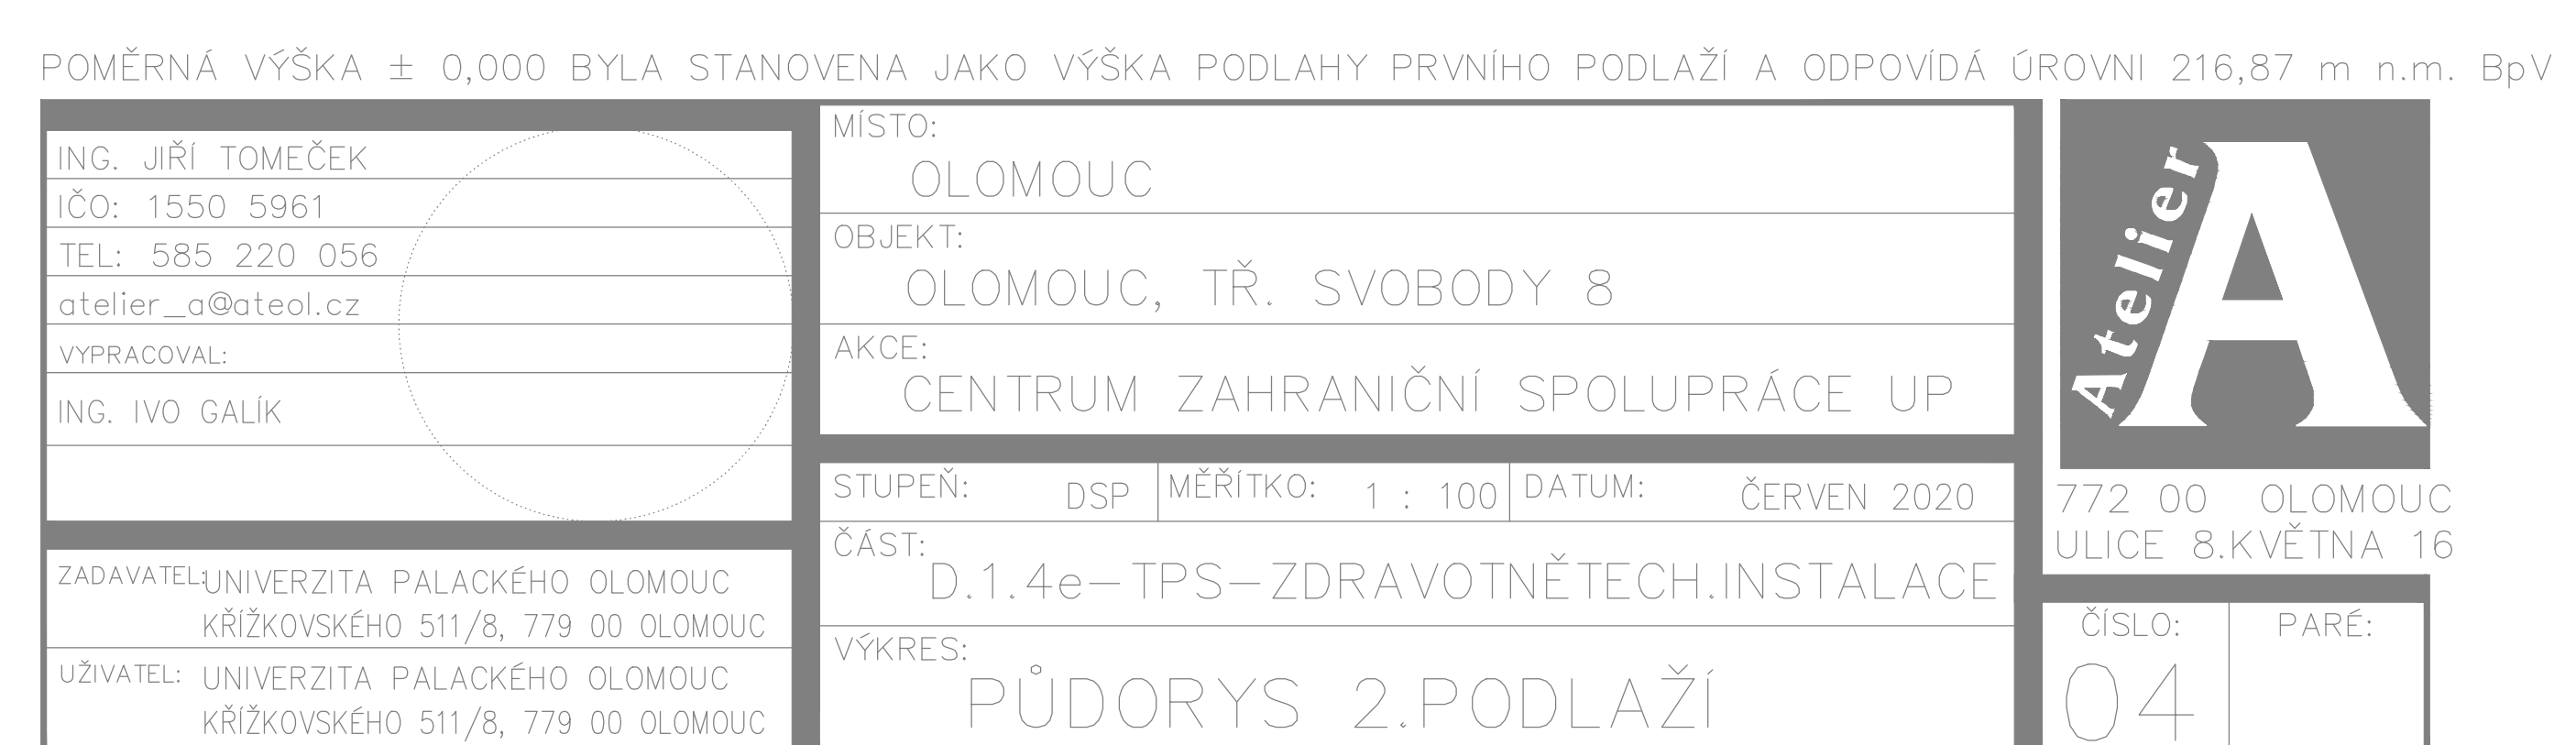 POMĚRNÁ VÝŠKA ± 0,000 BYLA STANOVENA JAKO VÝŠKA PODLAHY PRVNÍHO PODLAŽÍ A ODPOVÍDÁ ÚROVNI 216,87 m n.m. BpV
ING. JIŘÍ TOMEČEK
IČO: 1550 5961
TEL: 585 220 056
atelier_a@ateol.cz
VYPRACOVAL:
ING. IVO GALÍK
ZADAVATEL: UNIVERZITA PALACKÉHO OLOMOUC
KŘÍŽKOVSKÉHO 511/8, 779 00 OLOMOUC
UŽIVATEL: UNIVERZITA PALACKÉHO OLOMOUC
KŘÍŽKOVSKÉHO 511/8, 779 00 OLOMOUC
MÍSTO:
OLOMOUC
OBJEKT:
OLOMOUC, TŘ. SVOBODY 8
AKCE:
CENTRUM ZAHRANIČNÍ SPOLUPRÁCE UP
STUPEŇ: DSP MĚŘÍTKO: 1 : 100 DATUM: ČERVEN 2020
ČÁST:
D.1.4e–TPS–ZDRAVOTNĚTECH.INSTALACE
VÝKRES:
PŮDORYS 2.PODLAŽÍ
Atelier A
772 00 OLOMOUC
ULICE 8.KVĚTNA 16
ČÍSLO: PARÉ:
04